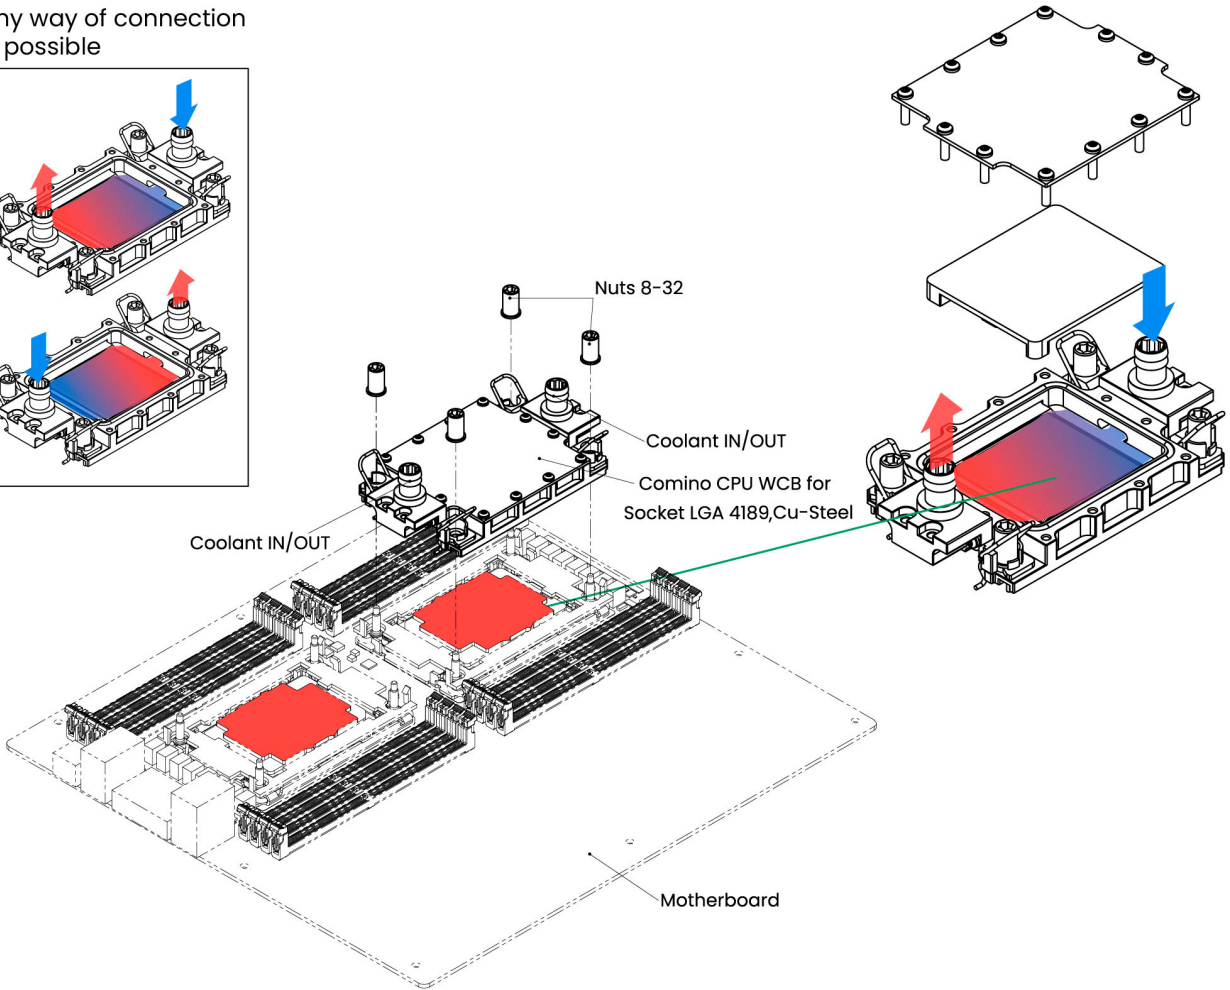 ny way of connection
possible
Nuts 8-32
Coolant IN/OUT
Comino CPU WCB for
Socket LGA 4189,Cu-Steel
Coolant IN/OUT
Motherboard